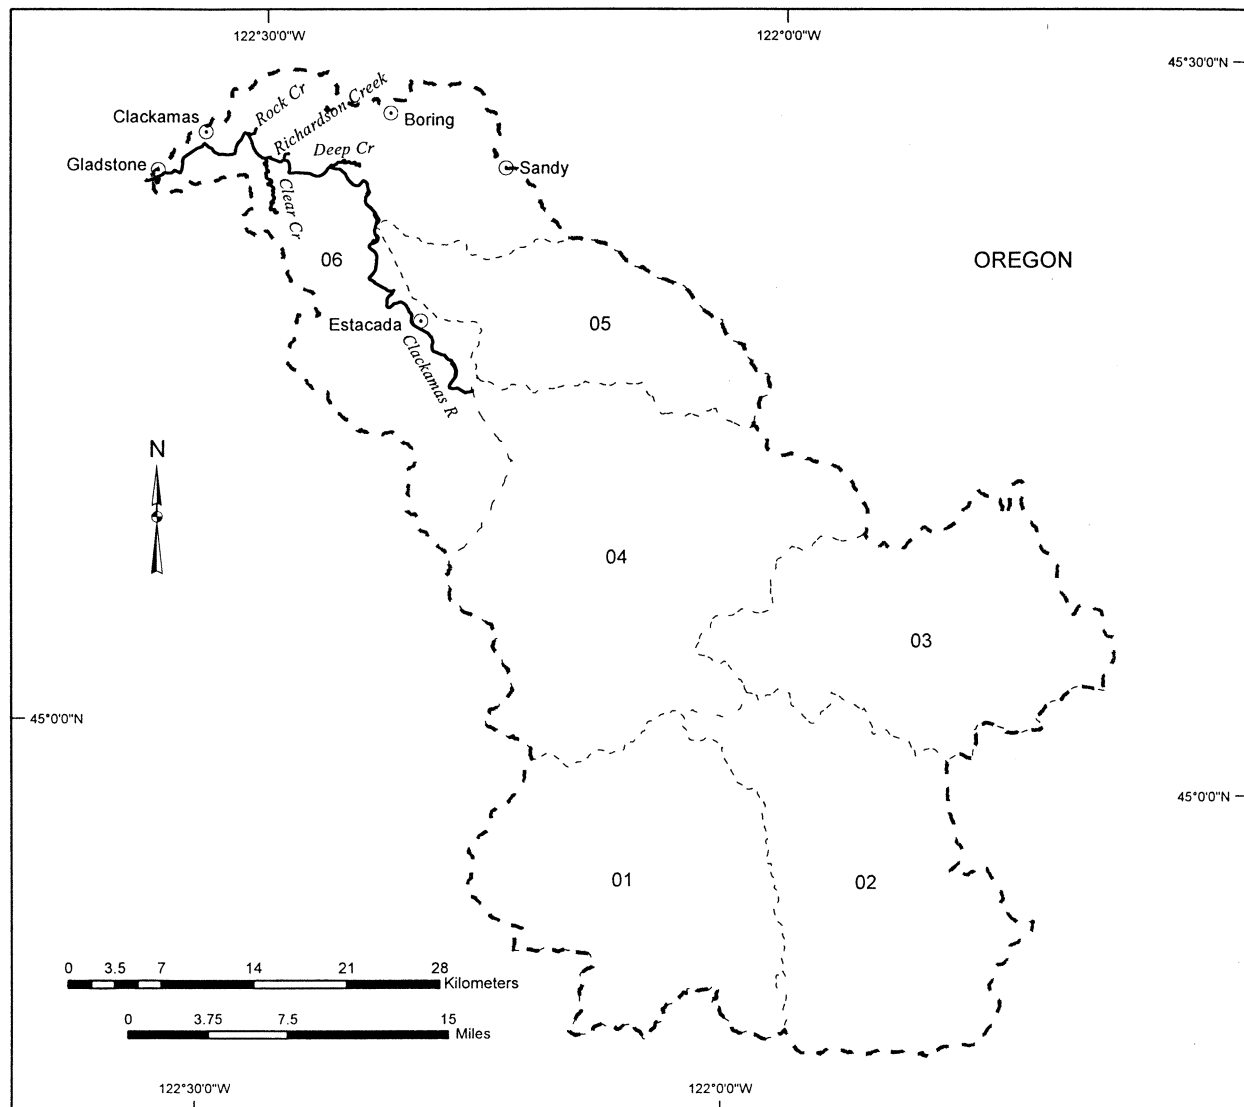 122°30'0"W
122°0'0"W
45°30'0"N
Clackamas
Rock Cr
Richardson Creek
Boring
Gladstone
Deep Cr
Sandy
Clear Cr
06
OREGON
05
Estacada
Clackamas R
N
04
03
45°0'0"N
45°0'0"N
01
02
0 3.5 7 14 21 28
Kilometers
0 3.75 7.5 15
Miles
122°30'0"W
122°0'0"W